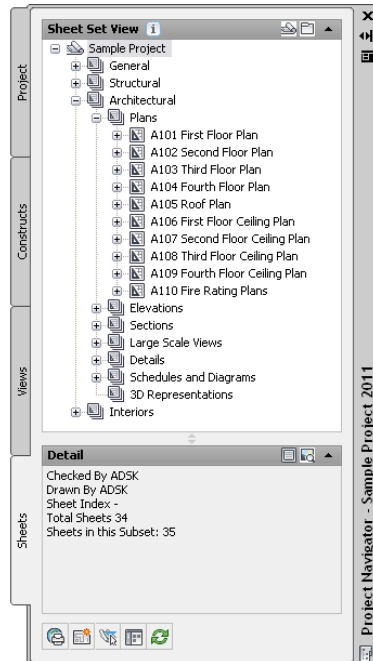 Sheet Set View
Sample Project
General
Structural
Architectural
Plans
A101 First Floor Plan
A102 Second Floor Plan
A103 Third Floor Plan
A104 Fourth Floor Plan
A105 Roof Plan
A106 First Floor Ceiling Plan
A107 Second Floor Ceiling Plan
A108 Third Floor Ceiling Plan
A109 Fourth Floor Ceiling Plan
A110 Fire Rating Plans
Elevations
Sections
Large Scale Views
Details
Schedules and Diagrams
3D Representations
Interiors
Detail
Checked By ADSK
Drawn By ADSK
Sheet Index -
Total Sheets 34
Sheets in this Subset: 35
Project
Constructs
Views
Sheets
Project Navigator - Sample Project 2011